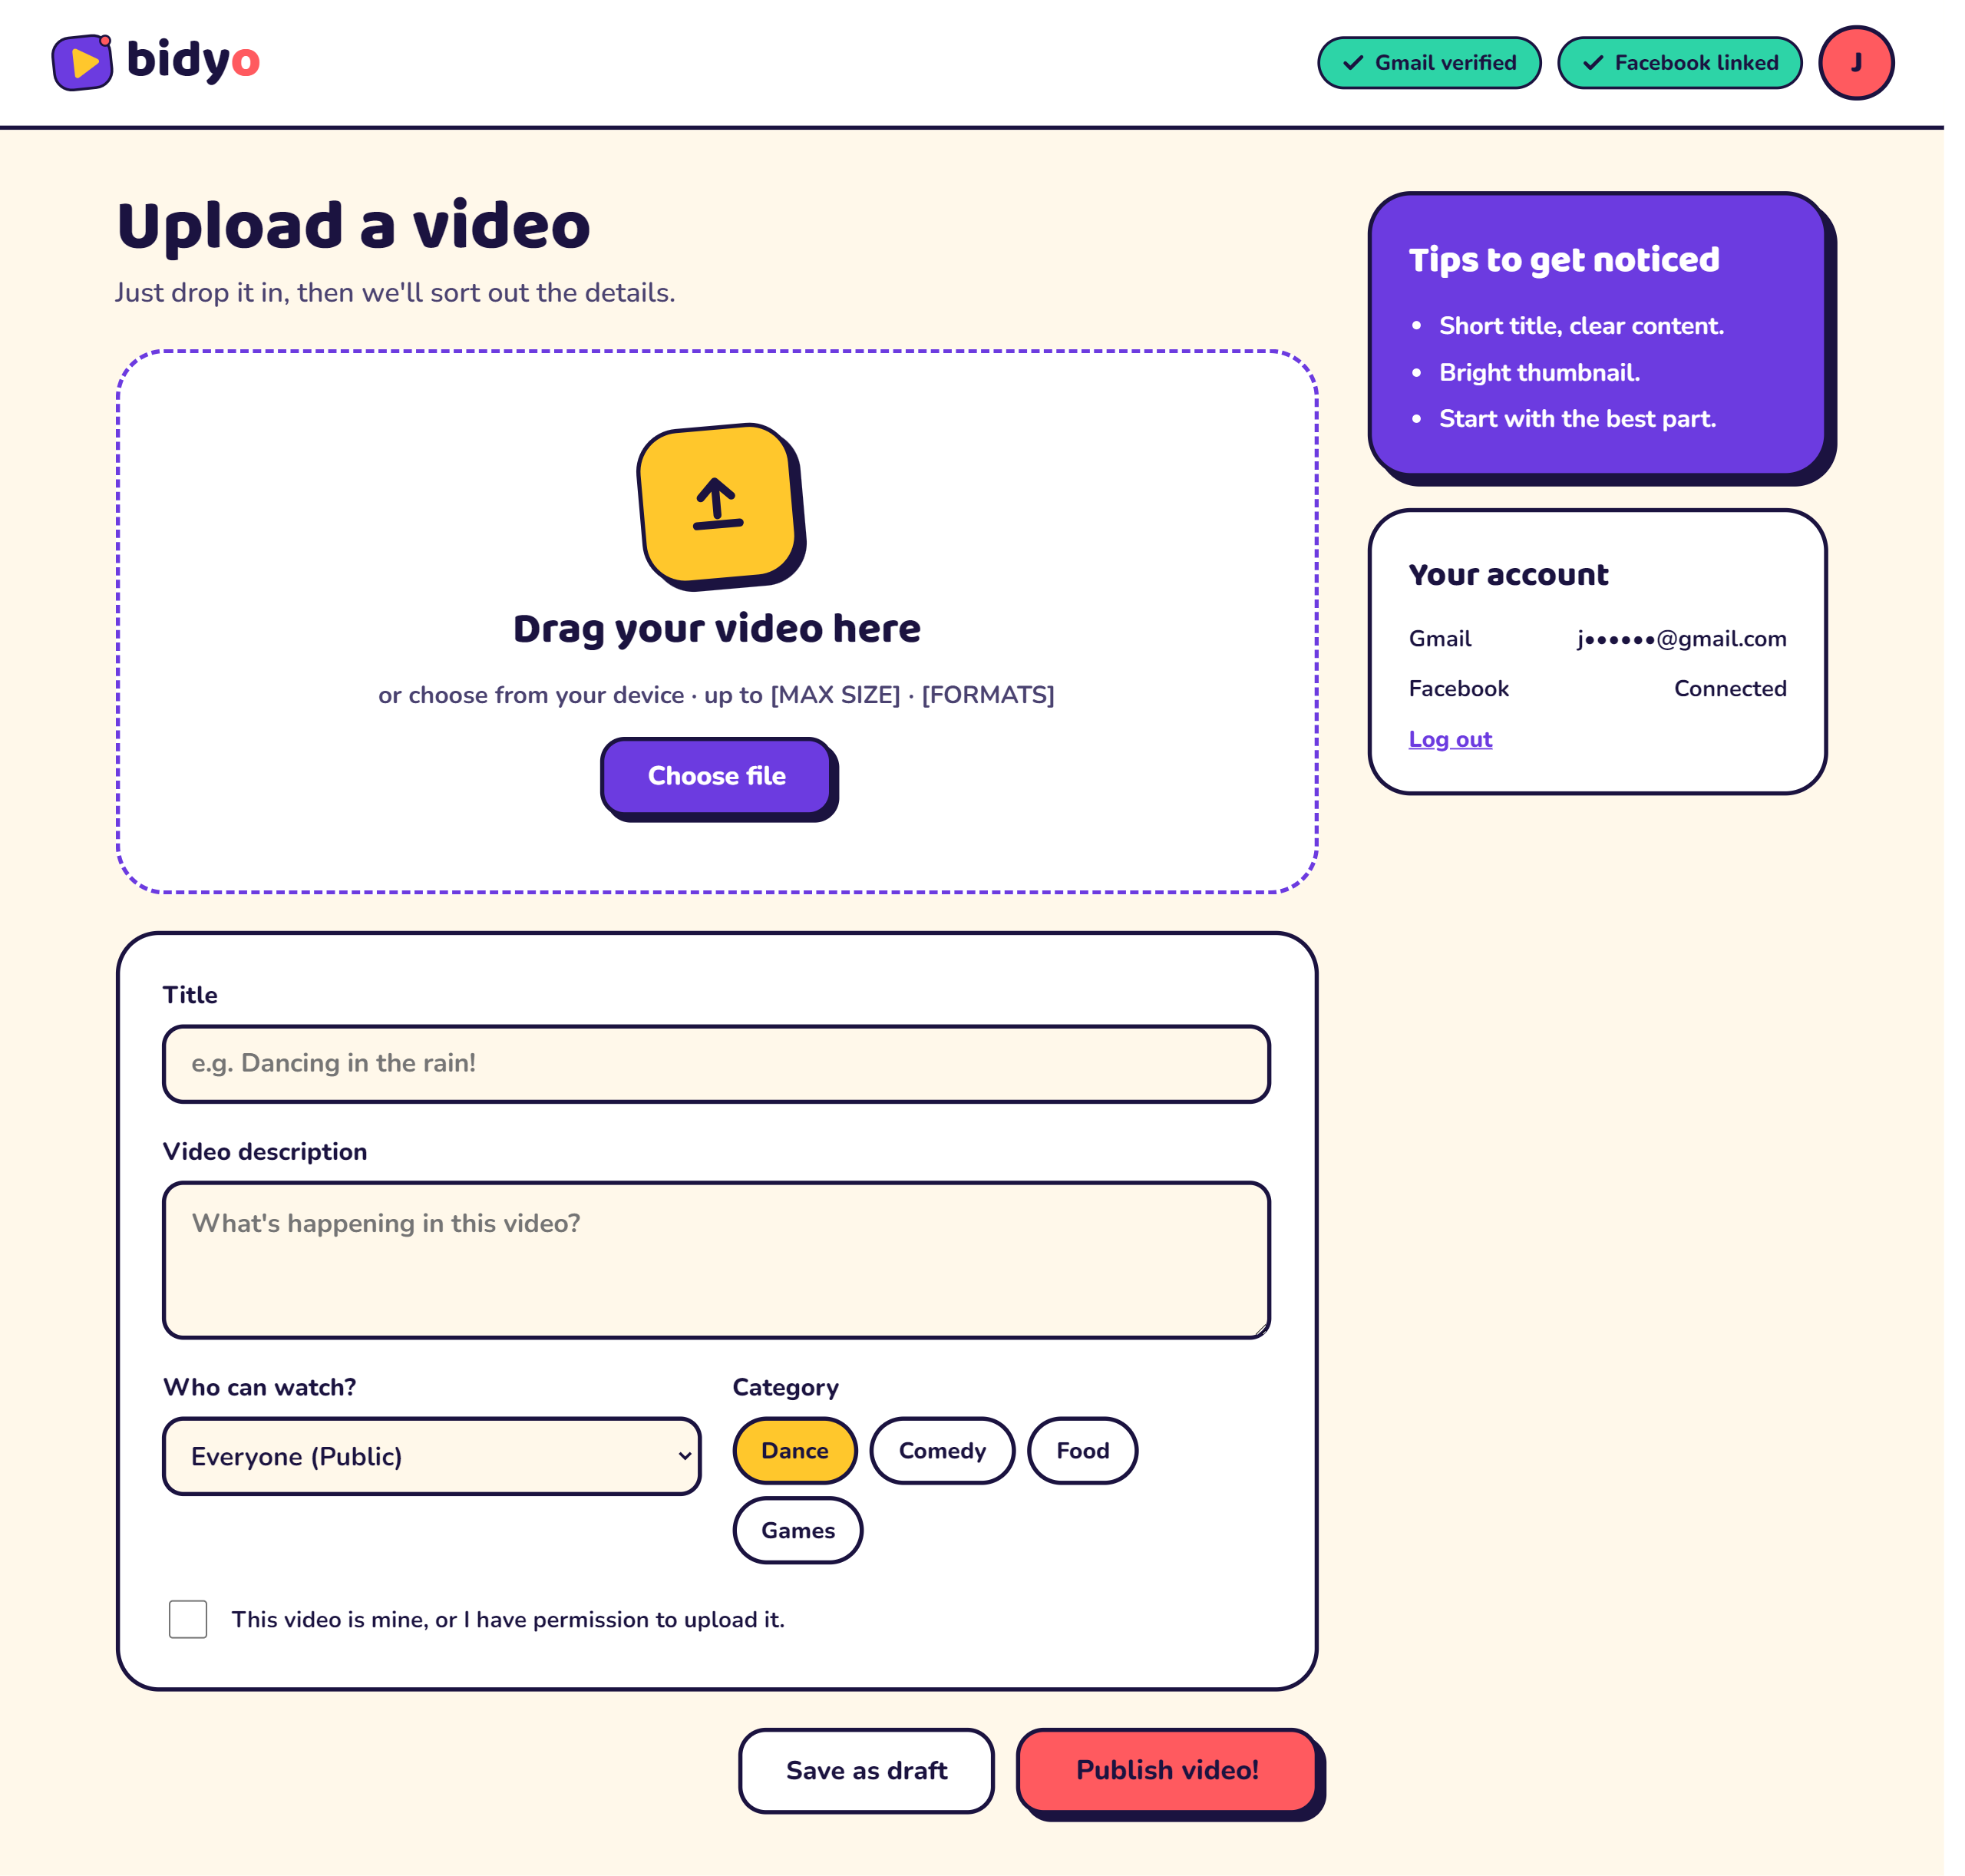 bidyo
Gmail verified
Facebook linked
J
Upload a video
Just drop it in, then we'll sort out the details.
Drag your video here
or choose from your device · up to [MAX SIZE] · [FORMATS]
Choose file
Title
e.g. Dancing in the rain!
Video description
What's happening in this video?
Who can watch?
Everyone (Public)
Category
Dance
Comedy
Food
Games
This video is mine, or I have permission to upload it.
Save as draft
Publish video!
Tips to get noticed
• Short title, clear content.
• Bright thumbnail.
• Start with the best part.
Your account
Gmail j••••••@gmail.com
Facebook Connected
Log out